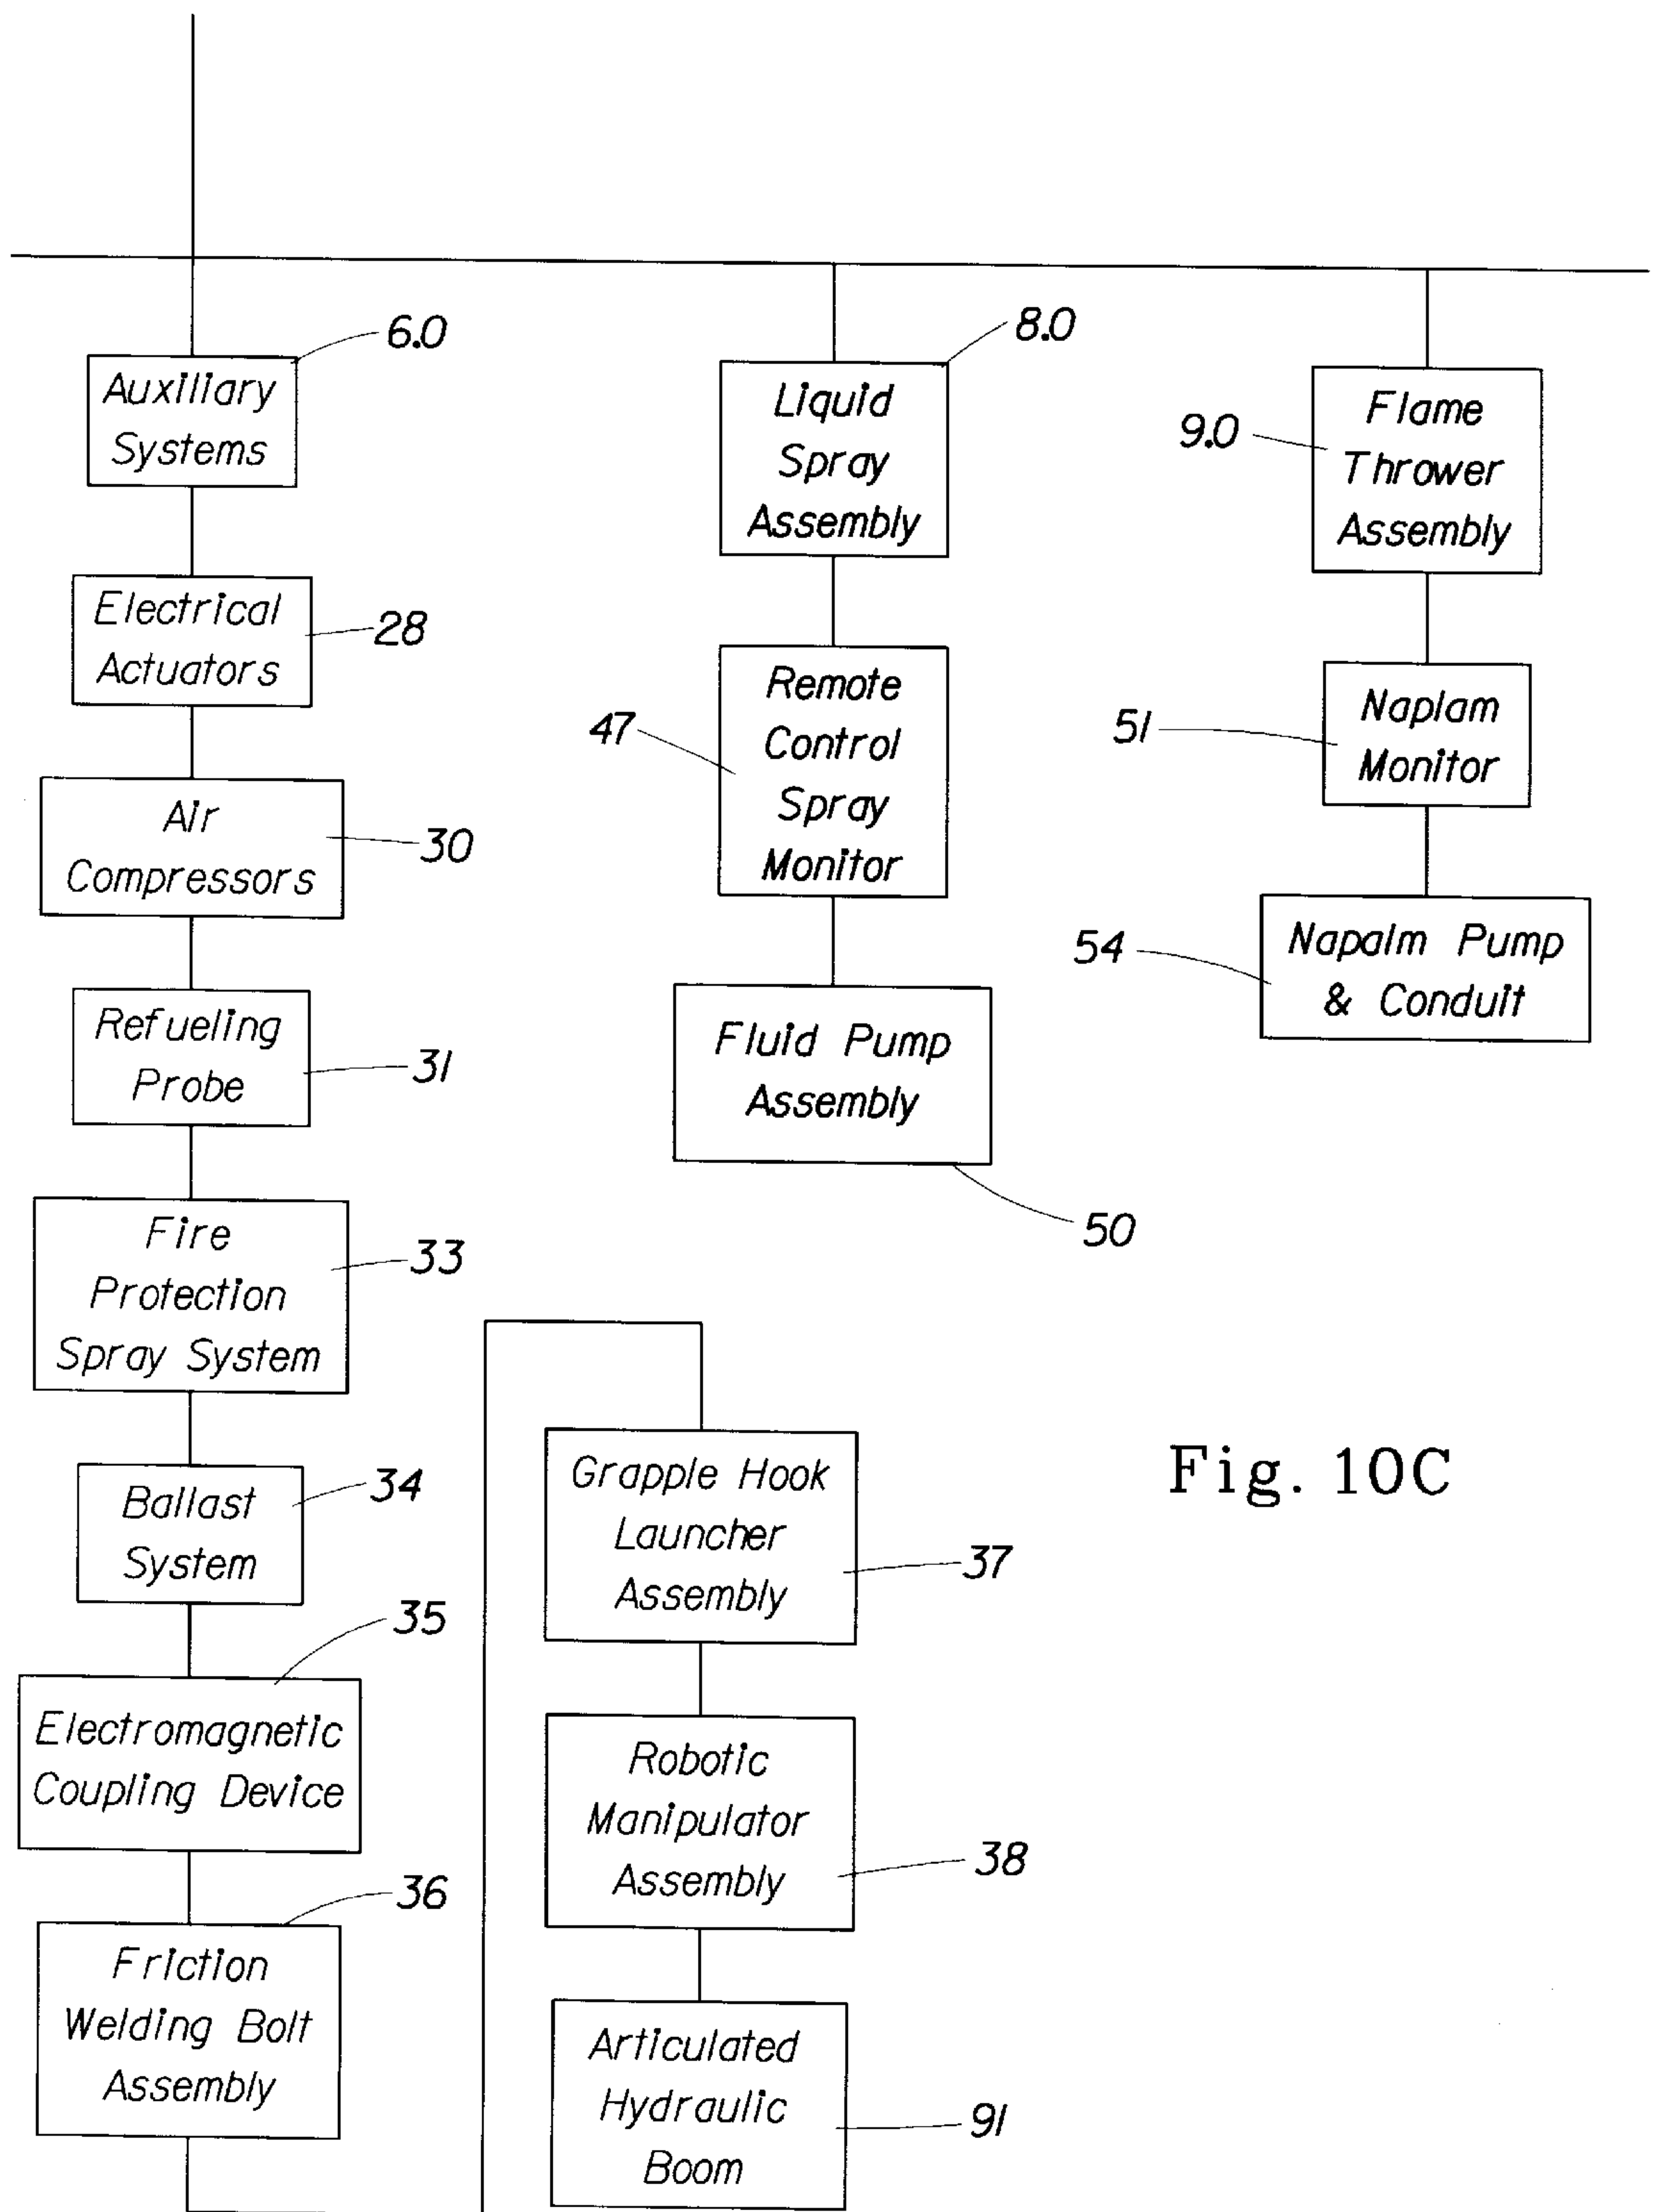 6.0
Auxiliary
Systems
Electrical
Actuators
28
Air
Compressors
30
Refueling
Probe
31
Fire
Protection
Spray System
33
Ballast
System
34
35
Electromagnetic
Coupling Device
36
Friction
Welding Bolt
Assembly
Grapple Hook
Launcher
Assembly
37
Robotic
Manipulator
Assembly
38
Articulated
Hydraulic
Boom
91
8.0
Liquid
Spray
Assembly
47
Remote
Control
Spray
Monitor
Fluid Pump
Assembly
50
9.0
Flame
Thrower
Assembly
51
Naplam
Monitor
54
Napalm Pump
& Conduit
Fig. 10C